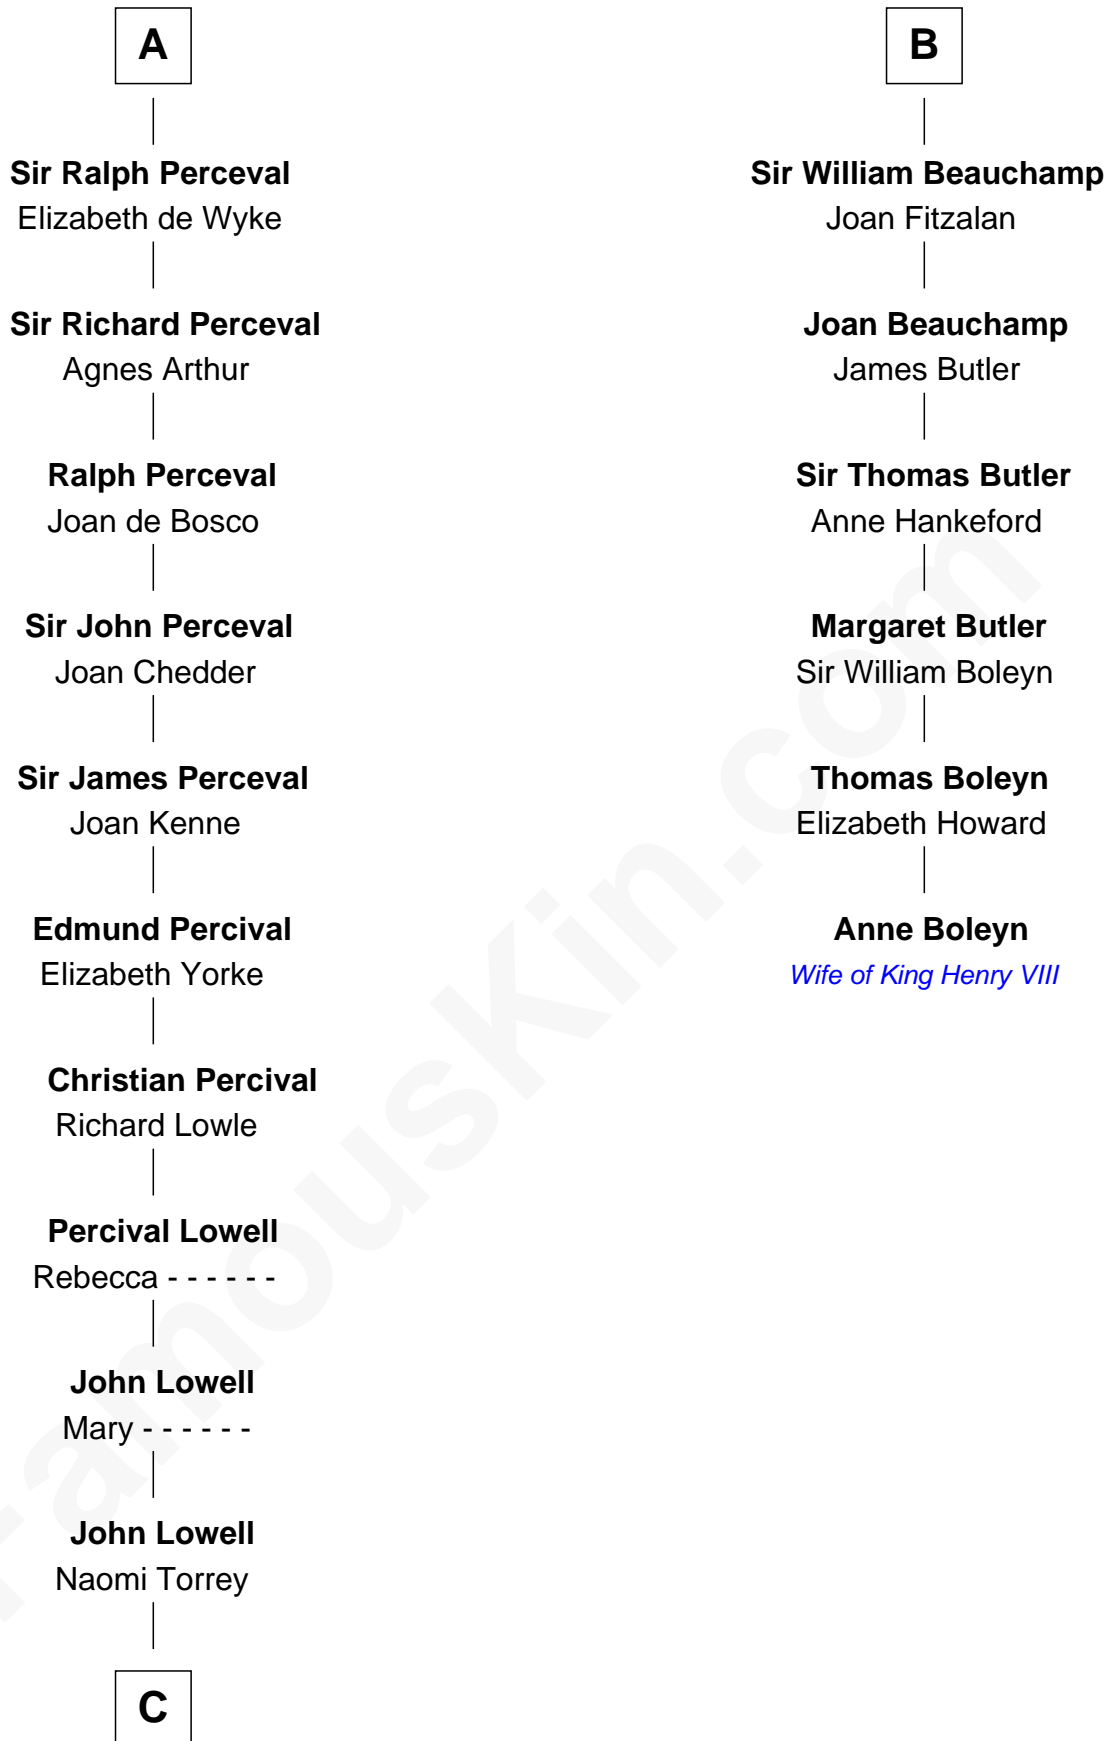 A
Sir Ralph Perceval
Elizabeth de Wyke
Sir Richard Perceval
Agnes Arthur
Ralph Perceval
Joan de Bosco
Sir John Perceval
Joan Chedder
Sir James Perceval
Joan Kenne
Edmund Percival
Elizabeth Yorke
Christian Percival
Richard Lowle
Percival Lowell
Rebecca - - - - - -
John Lowell
Mary - - - - - -
John Lowell
Naomi Torrey
C
B
Sir William Beauchamp
Joan Fitzalan
Joan Beauchamp
James Butler
Sir Thomas Butler
Anne Hankeford
Margaret Butler
Sir William Boleyn
Thomas Boleyn
Elizabeth Howard
Anne Boleyn
Wife of King Henry VIII
FamousKin.com